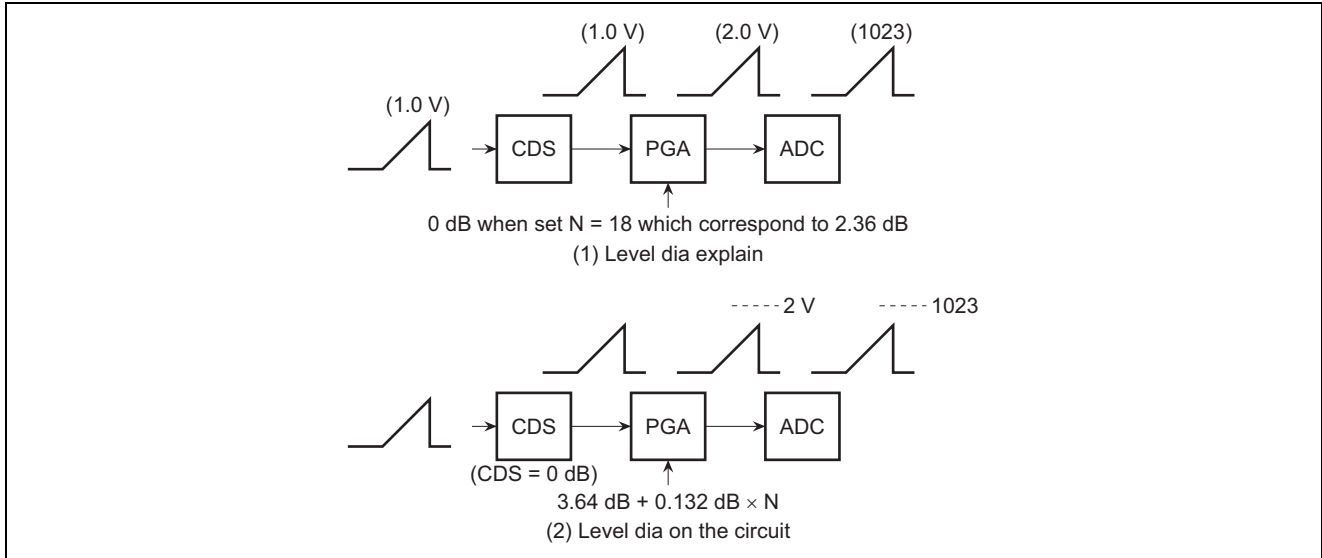 (1.0 V) (2.0 V) (1023)
(1.0 V)
CDS PGA ADC
0 dB when set N = 18 which correspond to 2.36 dB
(1) Level dia explain
2 V 1023
CDS PGA ADC
(CDS = 0 dB)
3.64 dB + 0.132 dB × N
(2) Level dia on the circuit